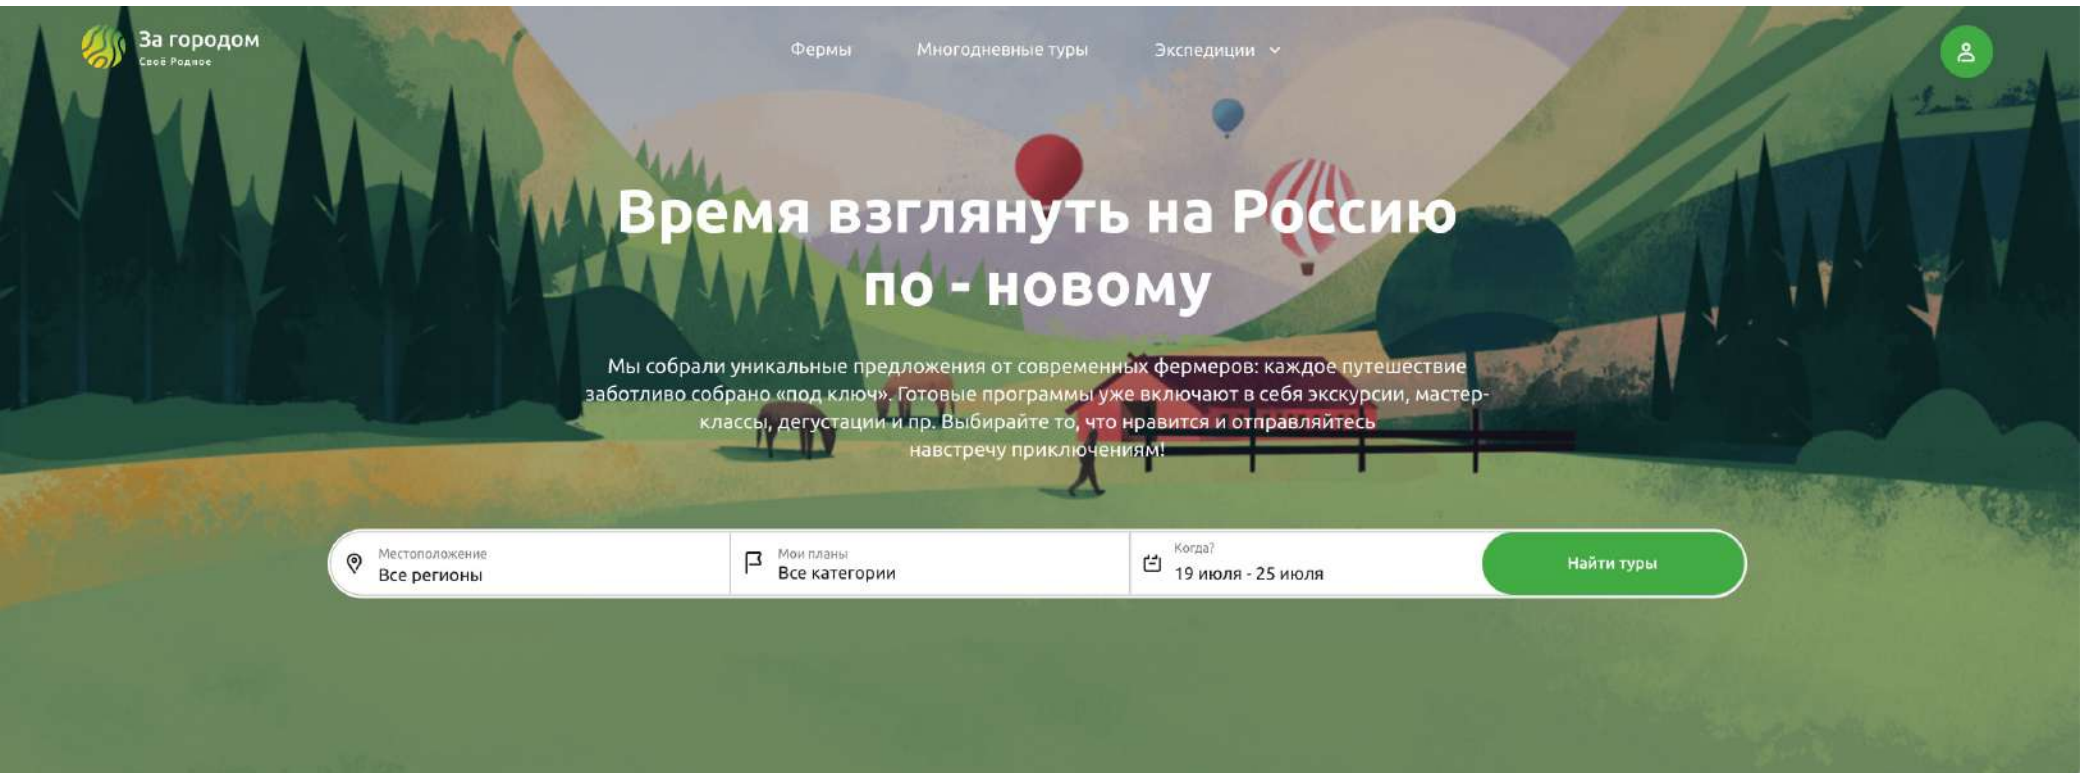 За городом
Своё Родное
Фермы
Многодневные туры
Экспедиции
Время взглянуть на Россию
по - новому
Мы собрали уникальные предложения от современных фермеров: каждое путешествие
заботливо собрано «под ключ». Готовые программы уже включают в себя экскурсии, мастер-
классы, дегустации и пр. Выбирайте то, что нравится и отправляйтесь
навстречу приключениям!
Местоположение
Все регионы
Мои планы
Все категории
Когда?
19 июля - 25 июля
Найти туры